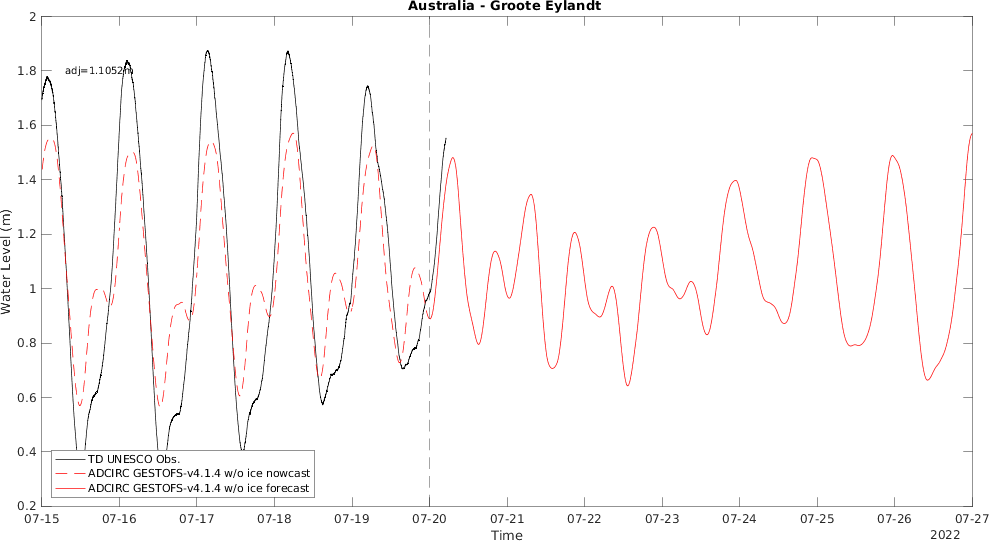 Australia - Groote Eylandt
2
1.8
1.6
1.4
1.2
1
0.8
0.6
0.4
0.2
Water Level (m)
adj=1.1052m
TD UNESCO Obs.
ADCIRC GESTOFS-v4.1.4 w/o ice nowcast
ADCIRC GESTOFS-v4.1.4 w/o ice forecast
07-15 07-16 07-17 07-18 07-19 07-20 07-21 07-22 07-23 07-24 07-25 07-26 07-27
Time
2022